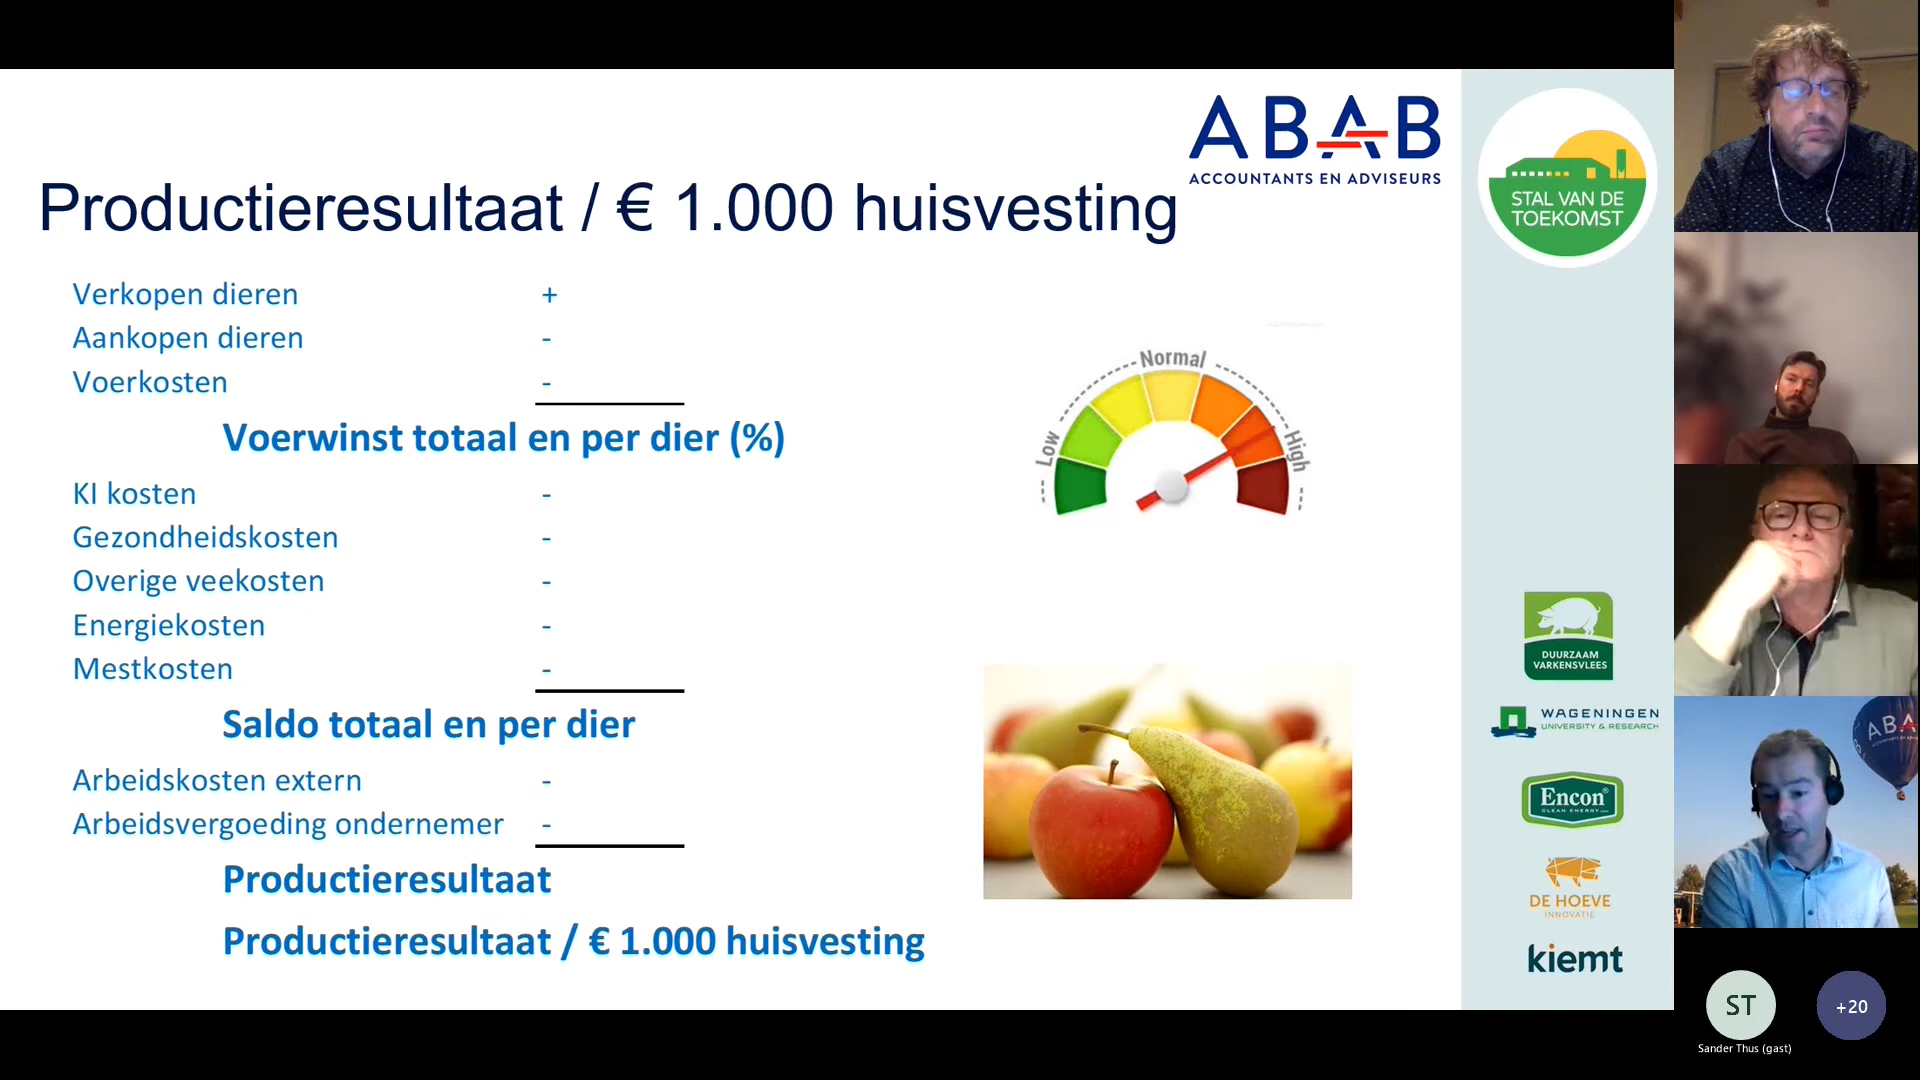 ABAB
ACCOUNTANTS EN ADVISEURS
Productieresultaat / € 1.000 huisvesting
Verkopen dieren +
Aankopen dieren -
Voerkosten -
Voerwinst totaal en per dier (%)
KI kosten -
Gezondheidskosten -
Overige veekosten -
Energiekosten -
Mestkosten -
Saldo totaal en per dier
Arbeidskosten extern -
Arbeidsvergoeding ondernemer -
Productieresultaat
Productieresultaat / € 1.000 huisvesting
Low
Normal
High
STAL VAN DE
TOEKOMST
DUURZAAM
VARKENSVLEES
WAGENINGEN
UNIVERSITY & RESEARCH
Encon®
CLEAN ENERGY
DE HOEVE
INNOVATIE
kiemt
ABA
ST
Sander Thus (gast)
+20